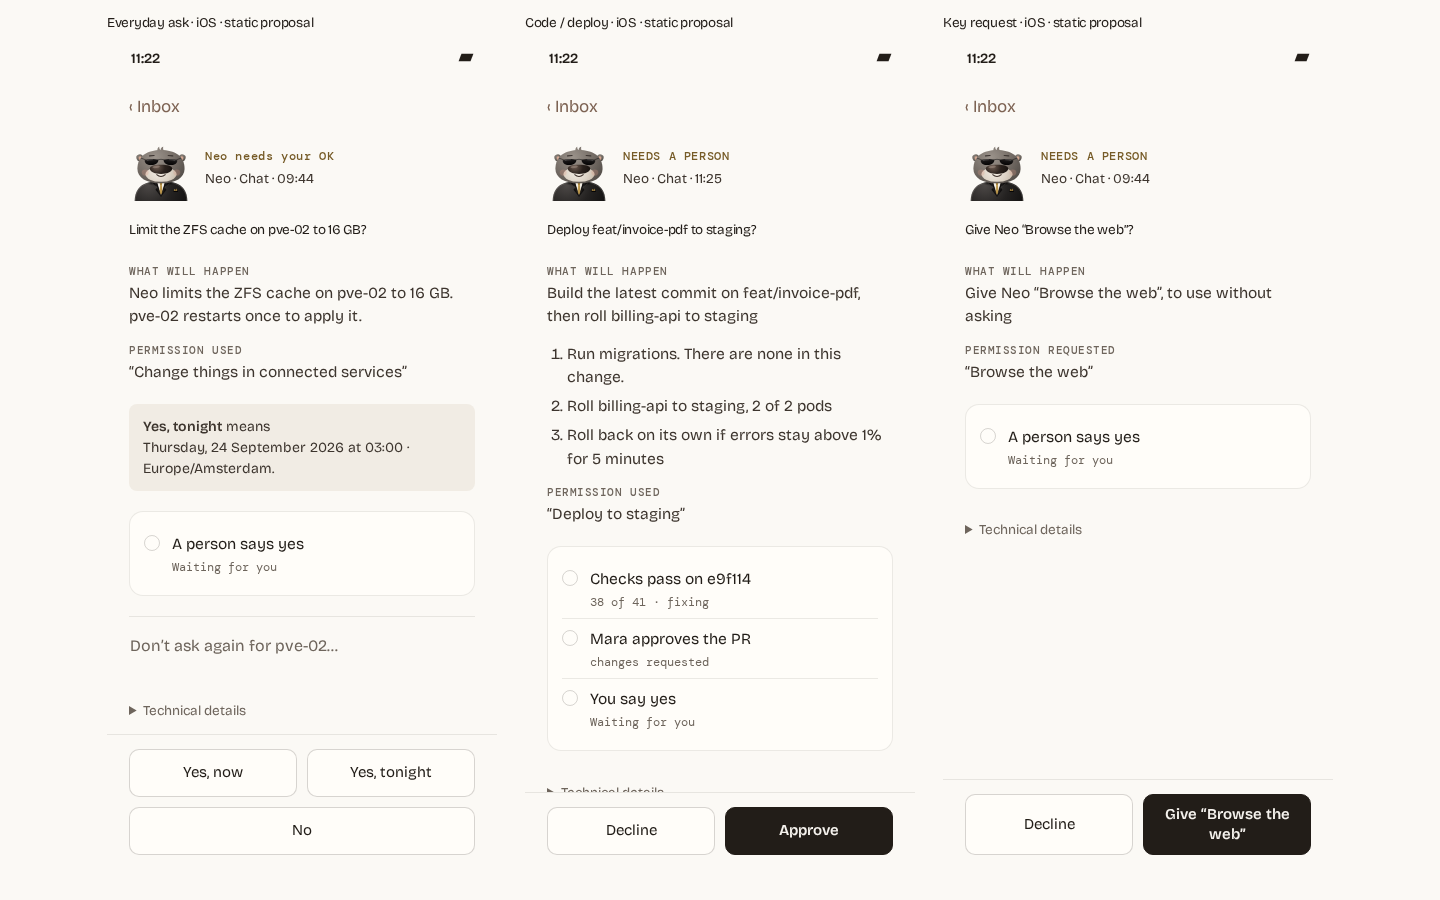 Everyday ask · iOS · static proposal
11:22
‹ Inbox
Neo needs your OK
Neo · Chat · 09:44
Limit the ZFS cache on pve-02 to 16 GB?
WHAT WILL HAPPEN
Neo limits the ZFS cache on pve-02 to 16 GB.
pve-02 restarts once to apply it.
PERMISSION USED
“Change things in connected services”
Yes, tonight means
Thursday, 24 September 2026 at 03:00 ·
Europe/Amsterdam.
A person says yes
Waiting for you
Don’t ask again for pve-02…
Technical details
Yes, now
Yes, tonight
No
Code / deploy · iOS · static proposal
11:22
‹ Inbox
NEEDS A PERSON
Neo · Chat · 11:25
Deploy feat/invoice-pdf to staging?
WHAT WILL HAPPEN
Build the latest commit on feat/invoice-pdf,
then roll billing-api to staging
1. Run migrations. There are none in this
change.
2. Roll billing-api to staging, 2 of 2 pods
3. Roll back on its own if errors stay above 1%
for 5 minutes
PERMISSION USED
“Deploy to staging”
Checks pass on e9f114
38 of 41 · fixing
Mara approves the PR
changes requested
You say yes
Waiting for you
Technical details
Decline
Approve
Key request · iOS · static proposal
11:22
‹ Inbox
NEEDS A PERSON
Neo · Chat · 09:44
Give Neo “Browse the web”?
WHAT WILL HAPPEN
Give Neo “Browse the web”, to use without
asking
PERMISSION REQUESTED
“Browse the web”
A person says yes
Waiting for you
Technical details
Decline
Give “Browse the
web”